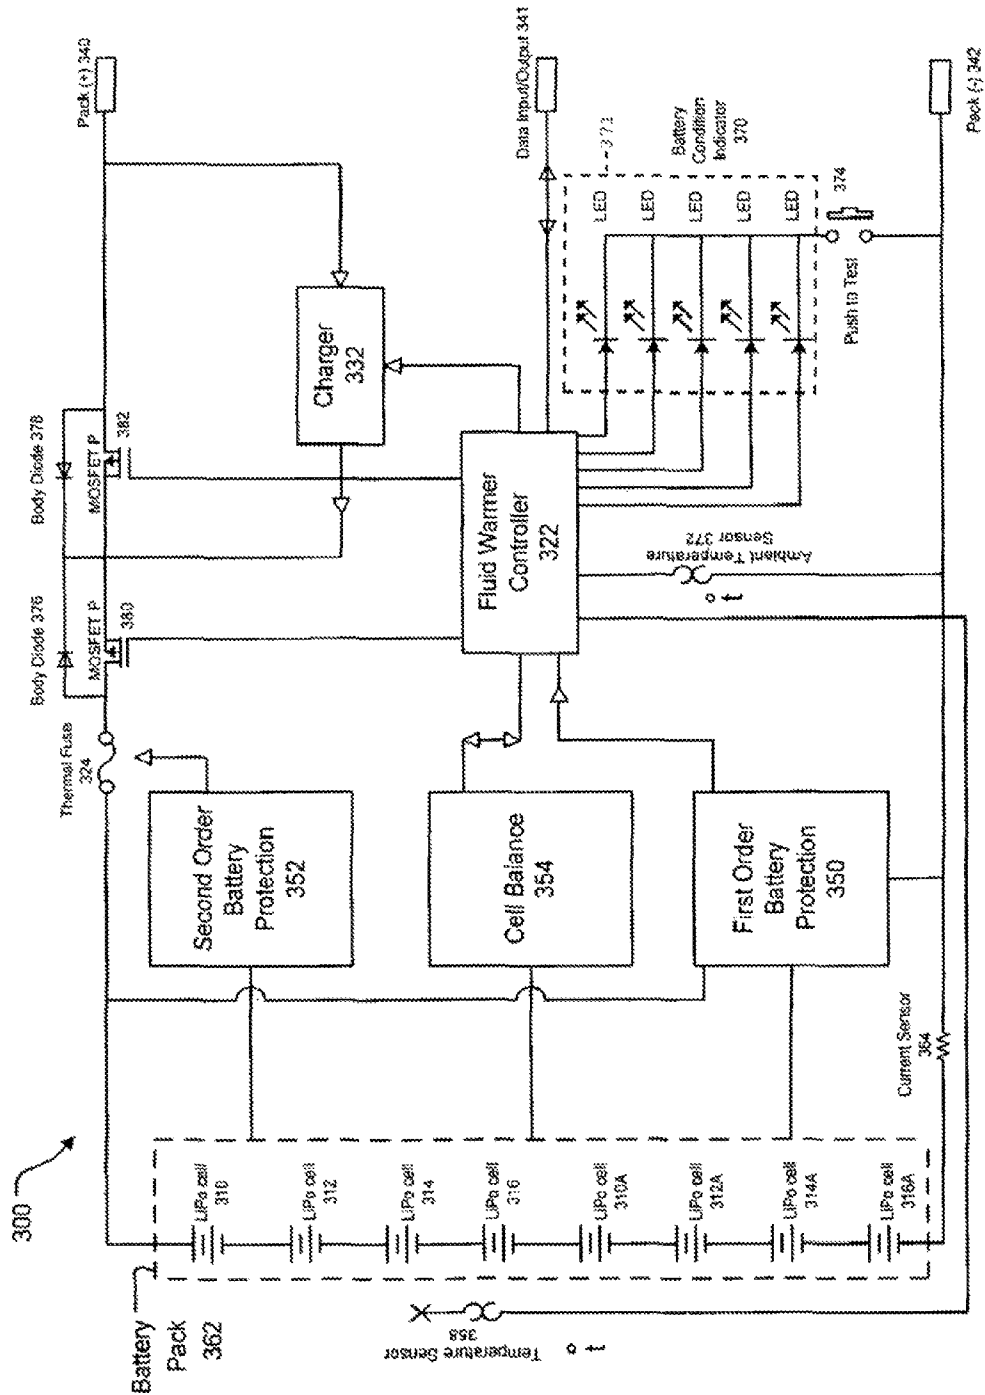 300
Battery
Pack
362
LiPo cell
310
LiPo cell
312
LiPo cell
314
LiPo cell
316
LiPo cell
310A
LiPo cell
312A
LiPo cell
314A
LiPo cell
316A
Temperature Sensor
358
t
Second Order
Battery
Protection
352
Cell Balance
354
First Order
Battery
Protection
350
Current Sensor
364
Thermal Fuse
324
Body Diode 376
MOSFET P
380
Body Diode 378
MOSFET P
382
Charger
332
Fluid Warmer
Controller
322
Ambiant Temperature
Sensor 372
t
Pack (+) 340
Data Input/Output 341
371
Battery
Condition
Indicator
370
LED
LED
LED
LED
LED
374
Push to Test
Pack (-) 342